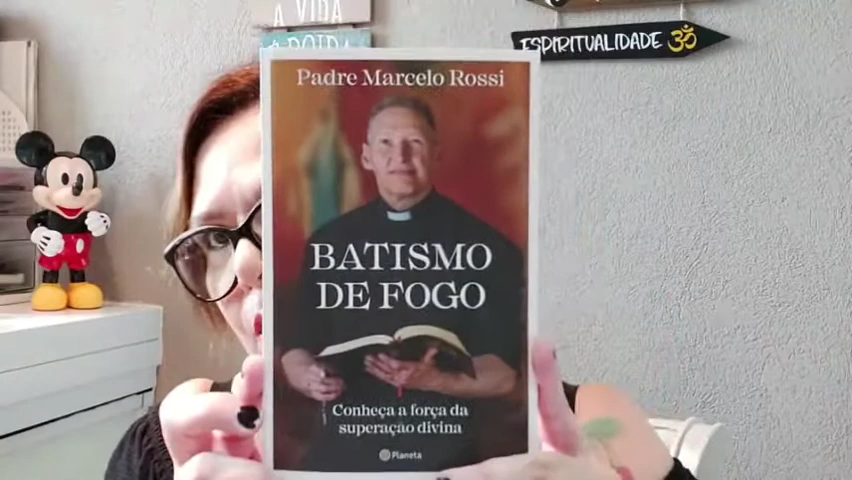 A VIDA
ESPIRITUALIDADE
Padre Marcelo Rossi
BATISMO
DE FOGO
Conheça a força da
superação divina
Planeta